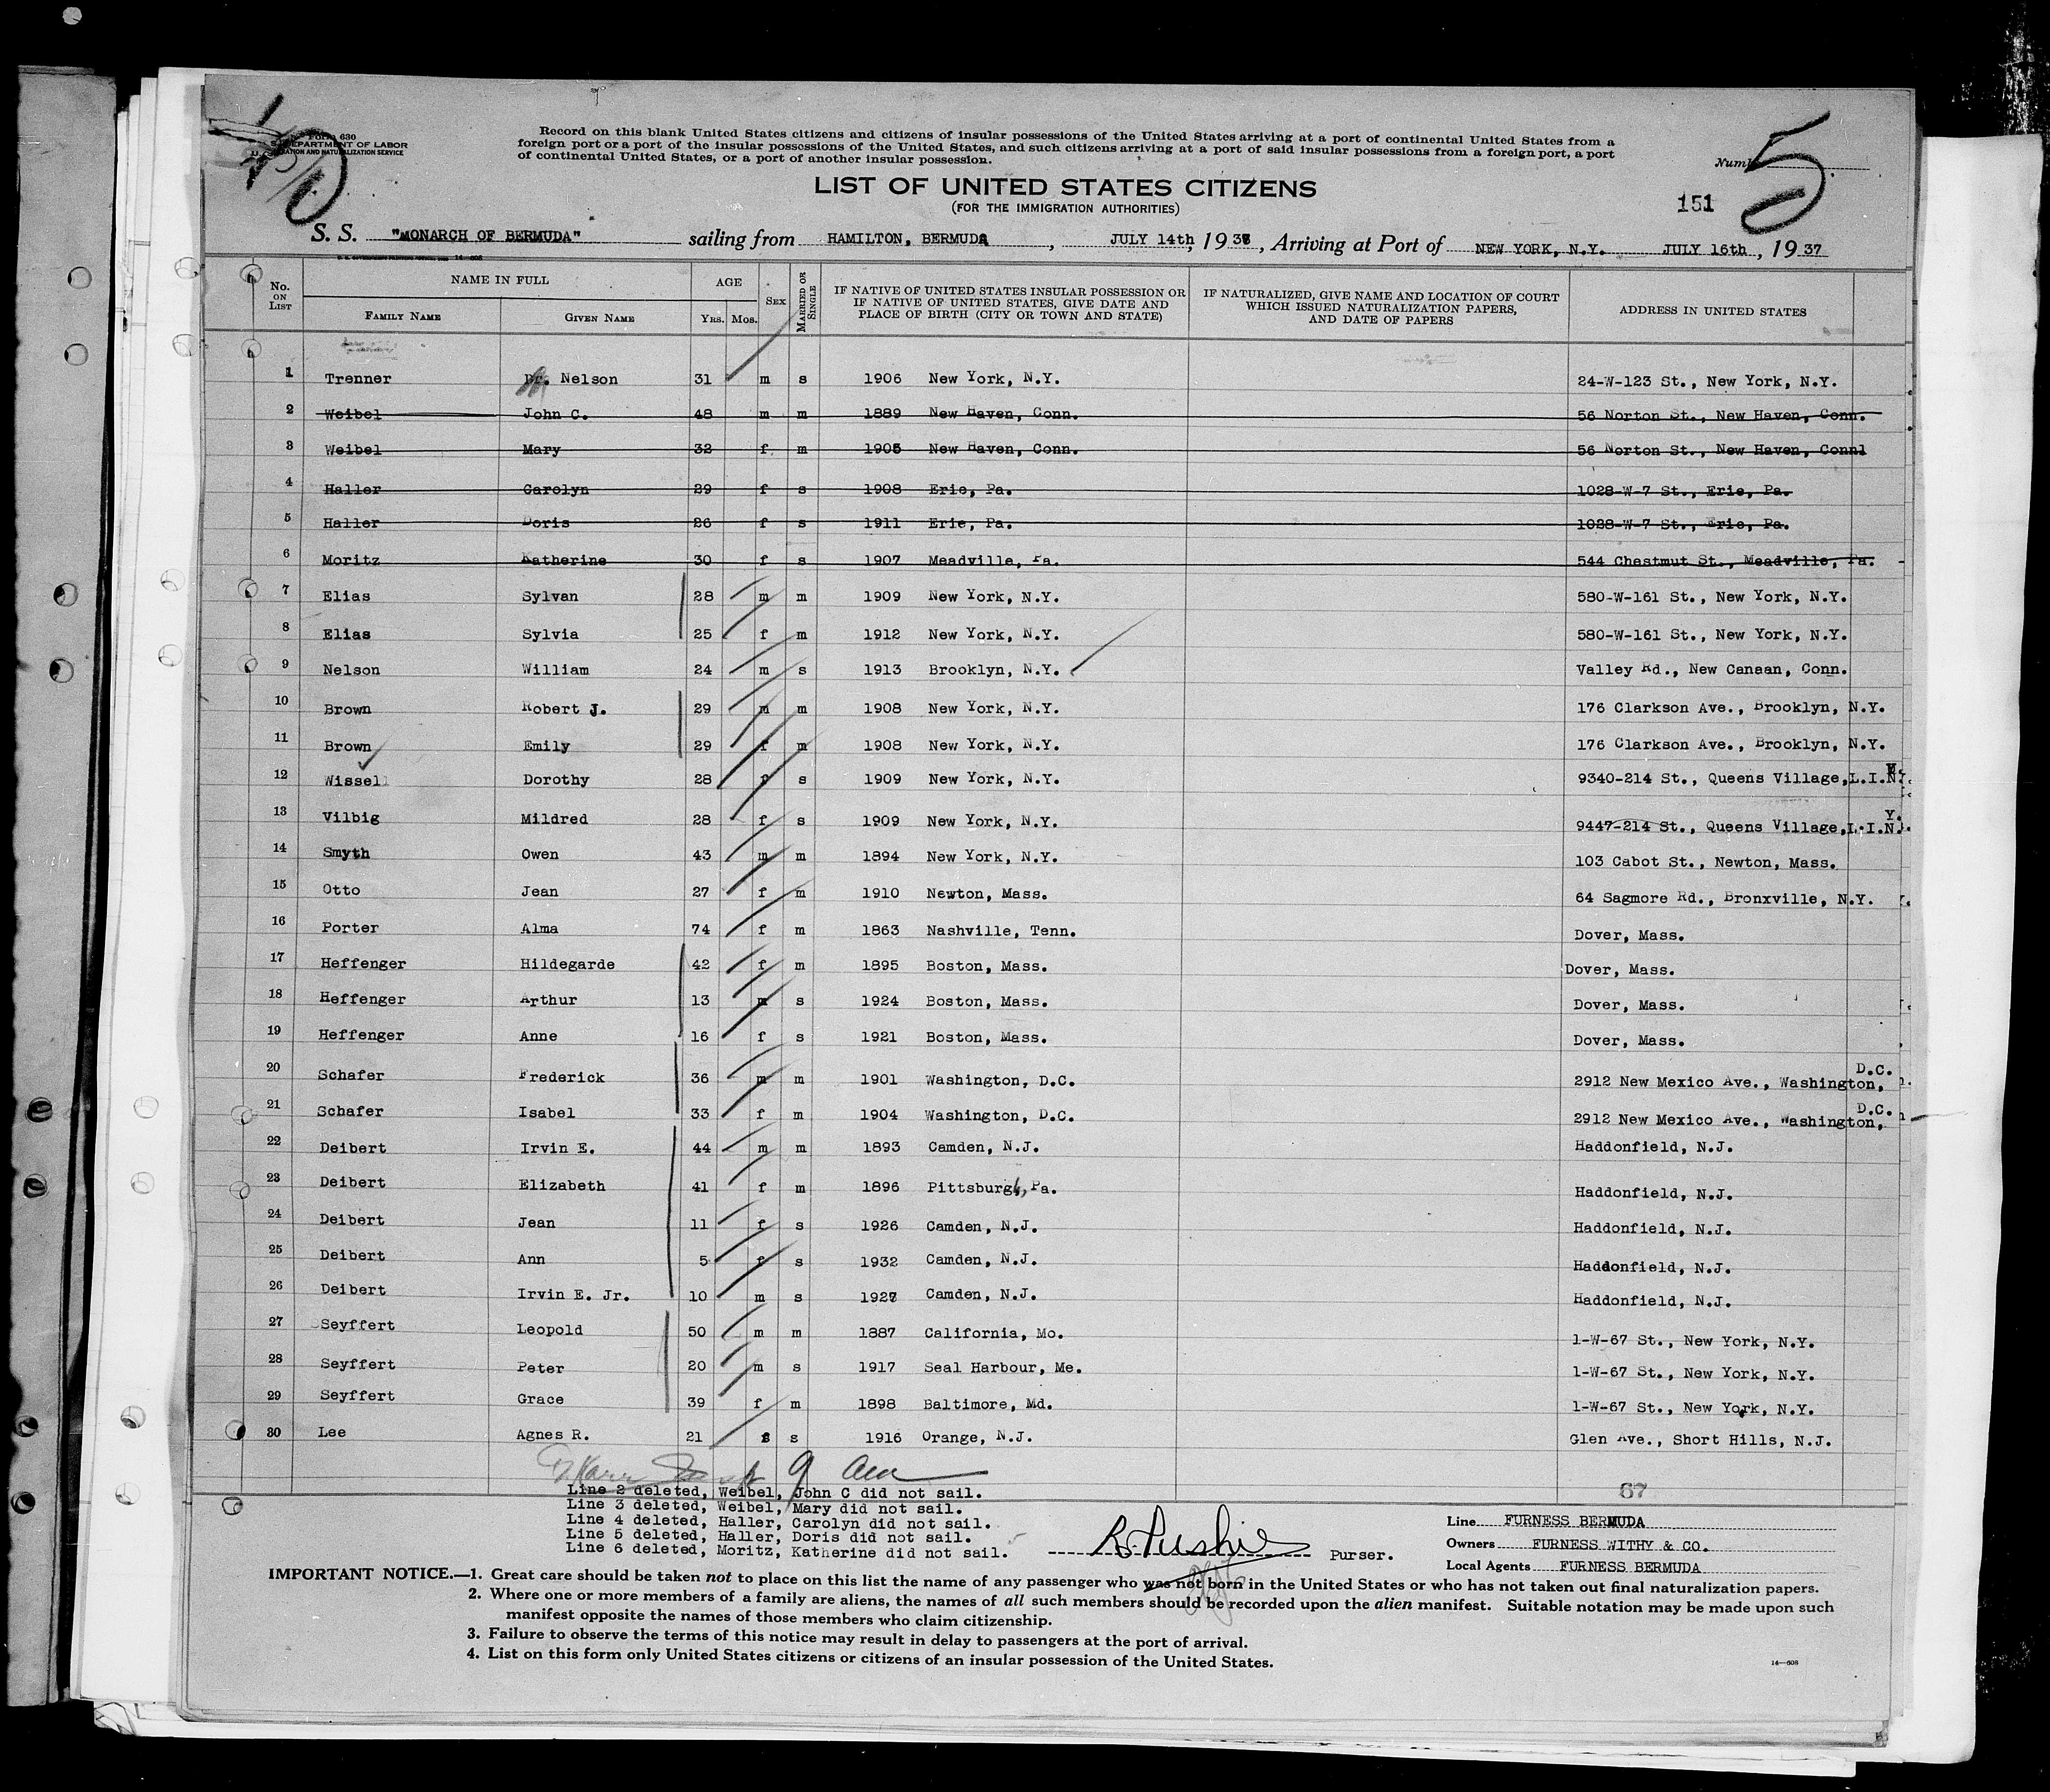 Form 630
U. S. DEPARTMENT OF LABOR
IMMIGRATION AND NATURALIZATION SERVICE
Record on this blank United States citizens and citizens of insular possessions of the United States arriving at a port of continental United States from a
foreign port or a port of the insular possessions of the United States, and such citizens arriving at a port of said insular possessions from a foreign port, a port
of continental United States, or a port of another insular possession.
5
LIST OF UNITED STATES CITIZENS
(FOR THE IMMIGRATION AUTHORITIES)
151
S. S. "MONARCH OF BERMUDA" sailing from HAMILTON, BERMUDA, JULY 14th, 1937, Arriving at Port of NEW YORK, N.Y. JULY 16th, 1937
No. ON LIST
NAME IN FULL
FAMILY NAME
GIVEN NAME
AGE
YRS. MOS.
SEX
MARRIED OR SINGLE
IF NATIVE OF UNITED STATES INSULAR POSSESSION OR
IF NATIVE OF UNITED STATES, GIVE DATE AND
PLACE OF BIRTH (CITY OR TOWN AND STATE)
IF NATURALIZED, GIVE NAME AND LOCATION OF COURT
WHICH ISSUED NATURALIZATION PAPERS,
AND DATE OF PAPERS
ADDRESS IN UNITED STATES
1 Trenner Dr. Nelson 31 m s 1906 New York, N.Y. 24-W-123 St., New York, N.Y.
2 Weibel John C. 48 m m 1889 New Haven, Conn. 56 Norton St., New Haven, Conn.
3 Weibel Mary 32 f m 1905 New Haven, Conn. 56 Norton St., New Haven, Connl
4 Haller Carolyn 29 f s 1908 Erie, Pa. 1028-W-7 St., Erie, Pa.
5 Haller Doris 26 f s 1911 Erie, Pa. 1028-W-7 St., Erie, Pa.
6 Moritz Katherine 30 f s 1907 Meadville, Pa. 544 Chestmut St., Meadville, Pa.
7 Elias Sylvan 28 m m 1909 New York, N.Y. 580-W-161 St., New York, N.Y.
8 Elias Sylvia 25 f m 1912 New York, N.Y. 580-W-161 St., New York, N.Y.
9 Nelson William 24 m s 1913 Brooklyn, N.Y. Valley Rd., New Canaan, Conn.
10 Brown Robert J. 29 m m 1908 New York, N.Y. 176 Clarkson Ave., Brooklyn, N.Y.
11 Brown Emily 29 f m 1908 New York, N.Y. 176 Clarkson Ave., Brooklyn, N.Y.
12 Wissell Dorothy 28 f s 1909 New York, N.Y. 9340-214 St., Queens Village,L.I.N.Y.
13 Vilbig Mildred 28 f s 1909 New York, N.Y. 9447-214 St., Queens Village,L.I.N.Y.
14 Smyth Owen 43 m m 1894 New York, N.Y. 103 Cabot St., Newton, Mass.
15 Otto Jean 27 f m 1910 Newton, Mass. 64 Sagmore Rd., Bronxville, N.Y.
16 Porter Alma 74 f m 1863 Nashville, Tenn. Dover, Mass.
17 Heffenger Hildegarde 42 f m 1895 Boston, Mass. Dover, Mass.
18 Heffenger Arthur 13 m s 1924 Boston, Mass. Dover, Mass.
19 Heffenger Anne 16 f s 1921 Boston, Mass. Dover, Mass.
20 Schafer Frederick 36 m m 1901 Washington, D.C. 2912 New Mexico Ave., Washington, D.C.
21 Schafer Isabel 33 f m 1904 Washington, D.C. 2912 New Mexico Ave., Washington, D.C.
22 Deibert Irvin E. 44 m m 1893 Camden, N.J. Haddonfield, N.J.
23 Deibert Elizabeth 41 f m 1896 Pittsburgh, Pa. Haddonfield, N.J.
24 Deibert Jean 11 f s 1926 Camden, N.J. Haddonfield, N.J.
25 Deibert Ann 5 f s 1932 Camden, N.J. Haddonfield, N.J.
26 Deibert Irvin E. Jr. 10 m s 1927 Camden, N.J. Haddonfield, N.J.
27 Seyffert Leopold 50 m m 1887 California, Mo. 1-W-67 St., New York, N.Y.
28 Seyffert Peter 20 m s 1917 Seal Harbour, Me. 1-W-67 St., New York, N.Y.
29 Seyffert Grace 39 f m 1898 Baltimore, Md. 1-W-67 St., New York, N.Y.
30 Lee Agnes R. 21 s 1916 Orange, N.J. Glen Ave., Short Hills, N.J.
67
Line 2 deleted, Weibel, John C did not sail.
Line 3 deleted, Weibel, Mary did not sail.
Line 4 deleted, Haller, Carolyn did not sail.
Line 5 deleted, Haller, Doris did not sail.
Line 6 deleted, Moritz, Katherine did not sail.
Purser.
Line FURNESS BERMUDA
Owners FURNESS WITHY & CO.
Local Agents FURNESS BERMUDA
IMPORTANT NOTICE.—1. Great care should be taken not to place on this list the name of any passenger who was not born in the United States or who has not taken out final naturalization papers.
2. Where one or more members of a family are aliens, the names of all such members should be recorded upon the alien manifest. Suitable notation may be made upon such
manifest opposite the names of those members who claim citizenship.
3. Failure to observe the terms of this notice may result in delay to passengers at the port of arrival.
4. List on this form only United States citizens or citizens of an insular possession of the United States.
14—608